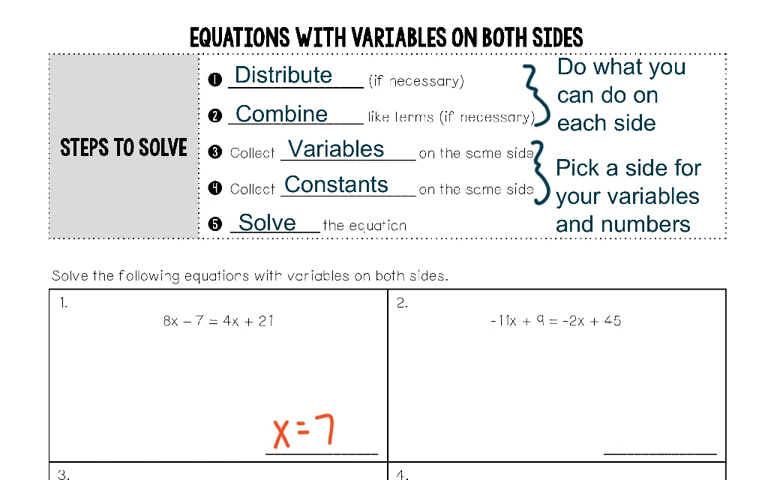 EQUATIONS WITH VARIABLES ON BOTH SIDES
STEPS TO SOLVE
1 Distribute (if necessary)
2 Combine like terms (if necessary)
3 Collect Variables on the same side
4 Collect Constants on the same side
5 Solve the equation
Do what you
can do on
each side
Pick a side for
your variables
and numbers
Solve the following equations with variables on both sides.
1.
8x – 7 = 4x + 21
x = 7
2.
-11x + 9 = -2x + 45
3.
4.